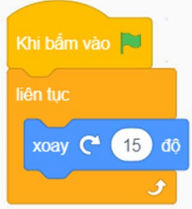 Khi bấm vào
liên tục
xoay 15 độ